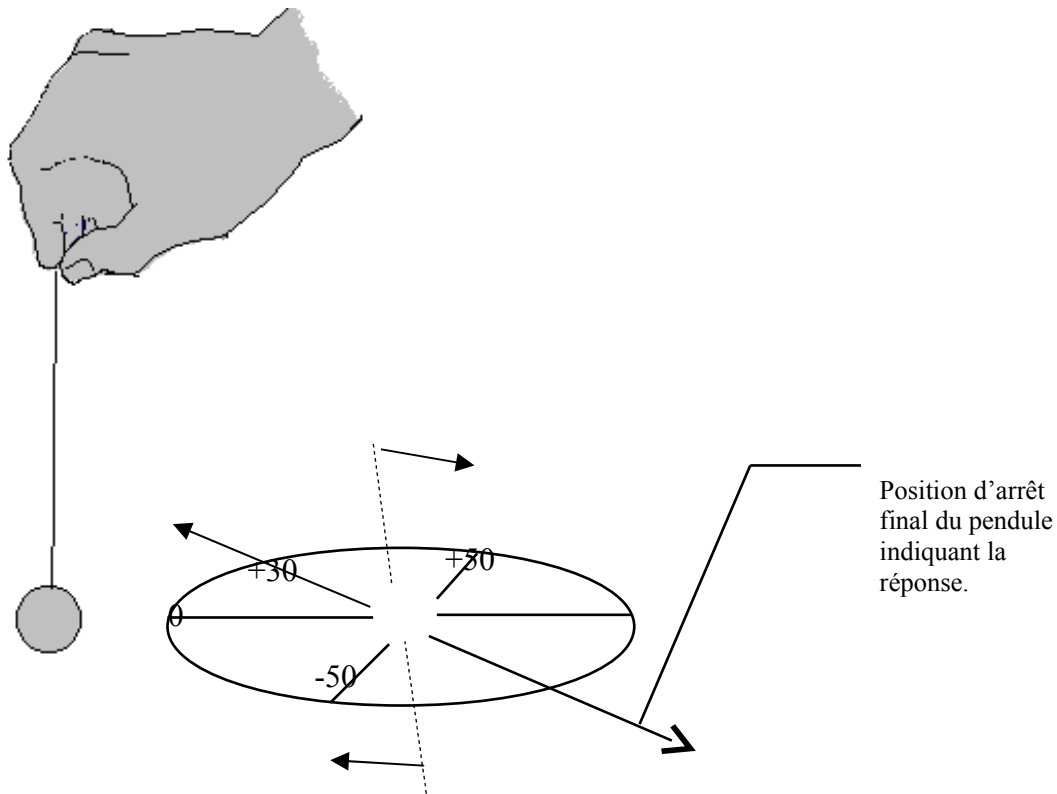 +50
+30
0
-50
Position d’arrêt
final du pendule
indiquant la
réponse.